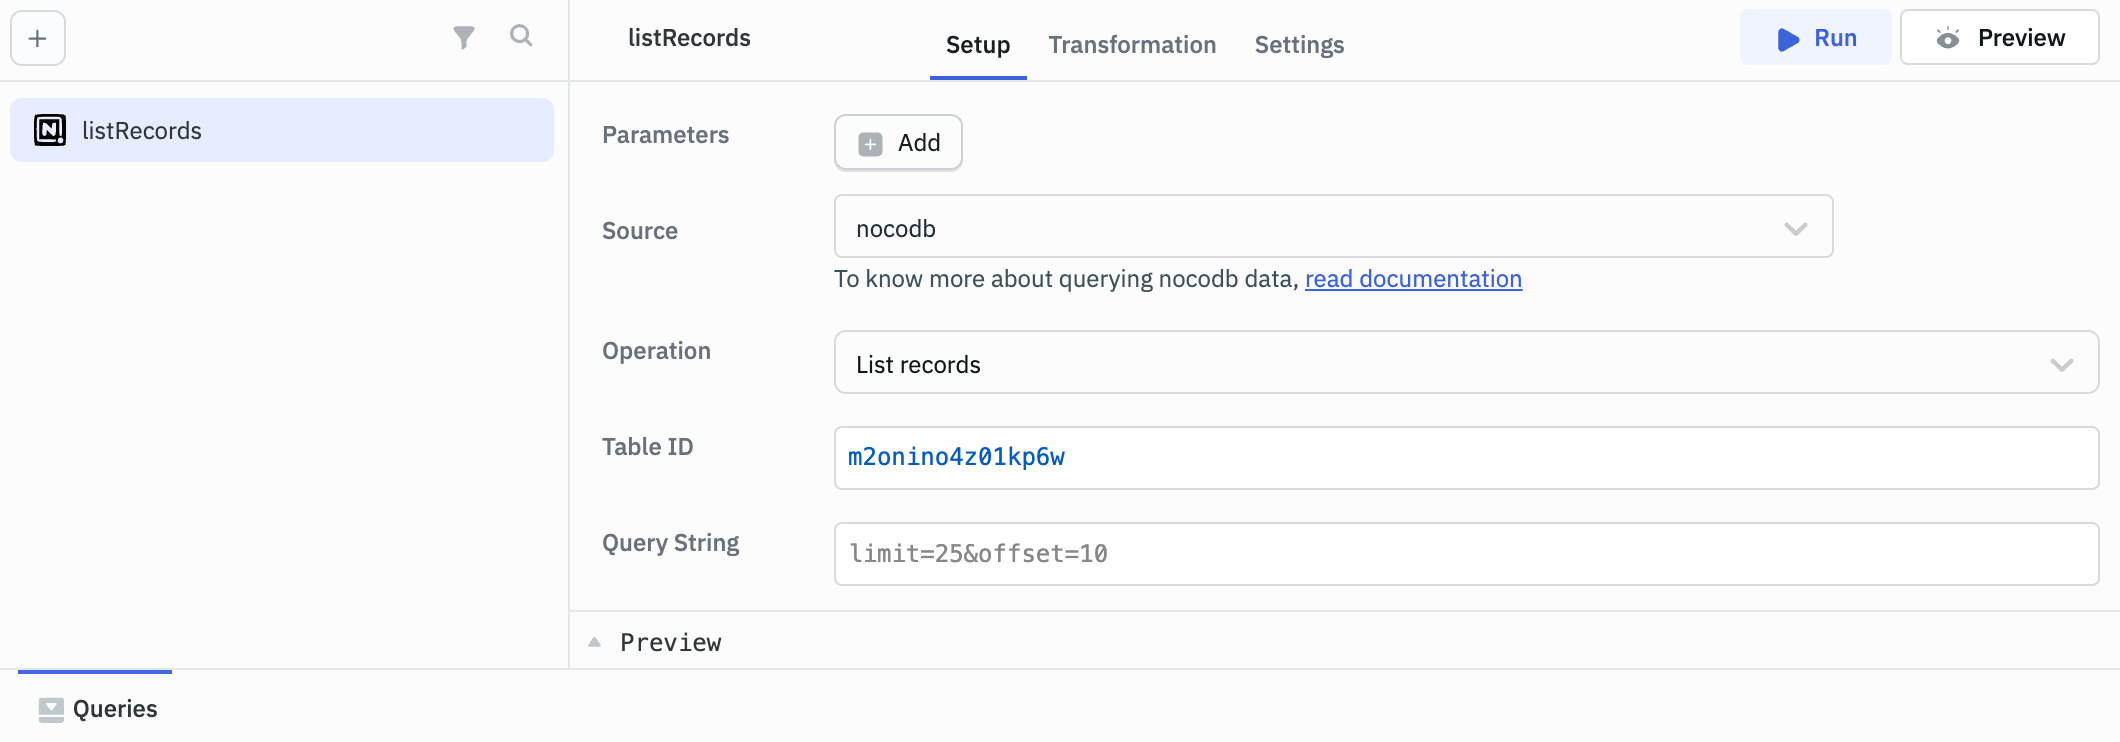 listRecords
Setup
Transformation
Settings
Run
Preview
listRecords
Parameters
Add
Source
nocodb
To know more about querying nocodb data, read documentation
Operation
List records
Table ID
m2onino4z01kp6w
Query String
limit=25&offset=10
Preview
Queries